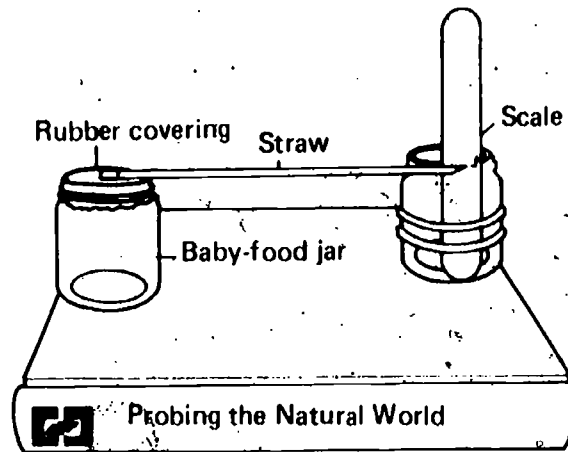 Rubber covering
Straw
Scale
Baby-food jar
Probing the Natural World